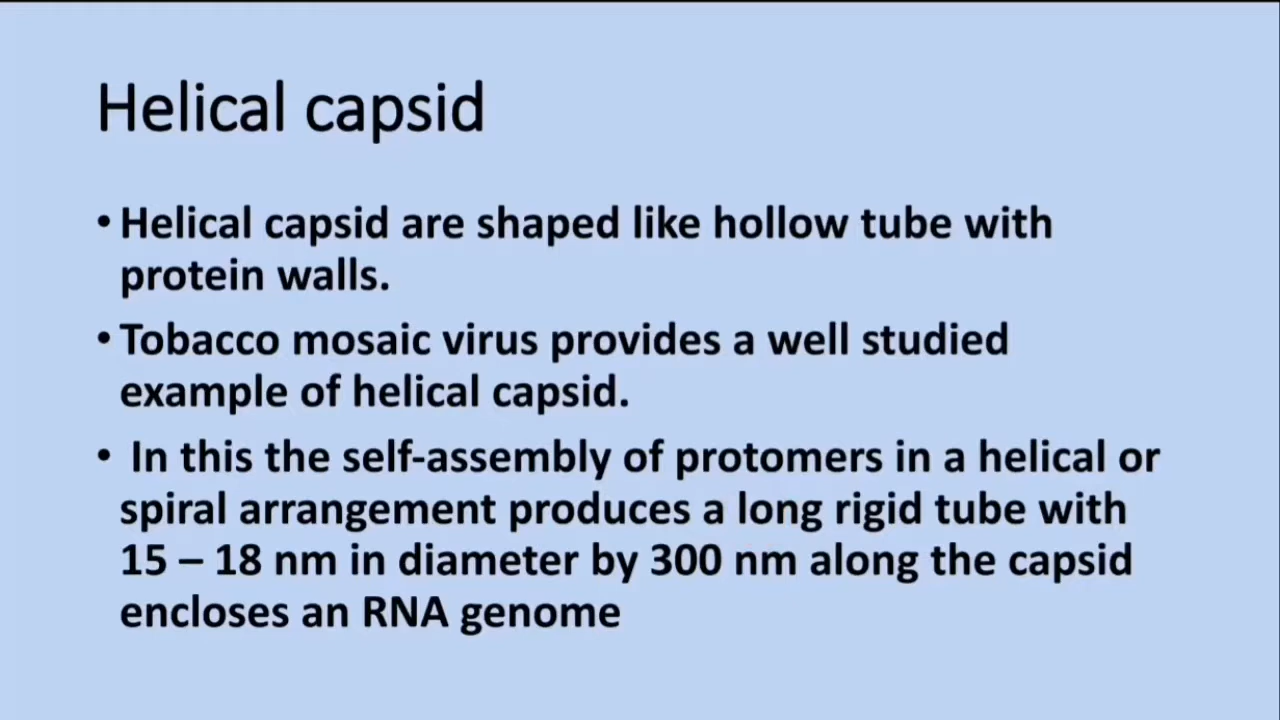 Helical capsid
• Helical capsid are shaped like hollow tube with
protein walls.
• Tobacco mosaic virus provides a well studied
example of helical capsid.
• In this the self-assembly of protomers in a helical or
spiral arrangement produces a long rigid tube with
15 – 18 nm in diameter by 300 nm along the capsid
encloses an RNA genome